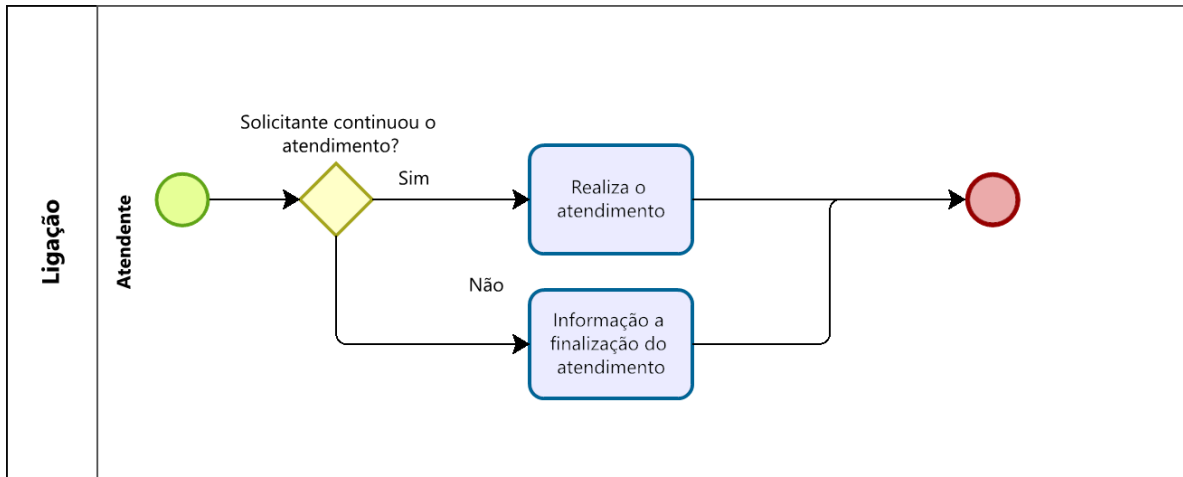 Ligação
Atendente
Solicitante continuou o
atendimento?
Sim
Realiza o
atendimento
Não
Informação a
finalização do
atendimento